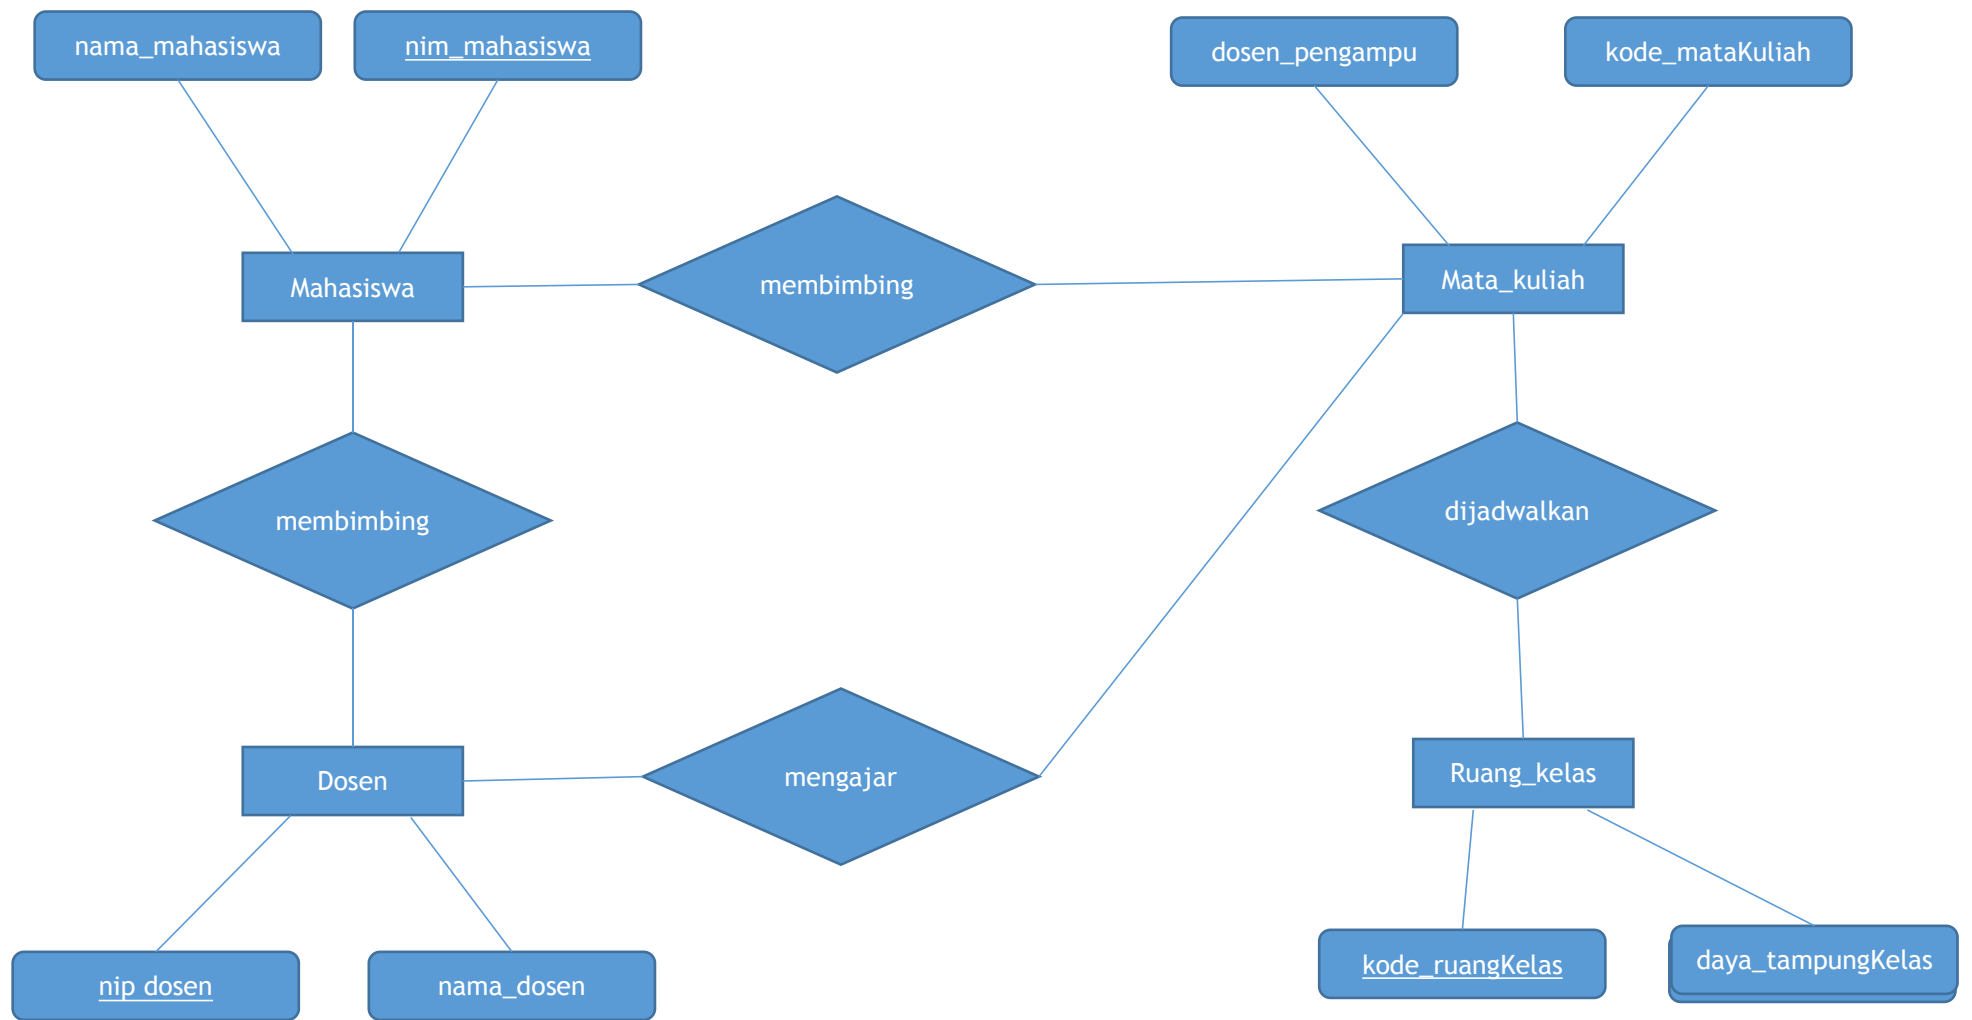 nama_mahasiswa
nim_mahasiswa
dosen_pengampu
kode_mataKuliah
Mahasiswa
membimbing
Mata_kuliah
membimbing
dijadwalkan
Dosen
mengajar
Ruang_kelas
nip dosen
nama_dosen
kode_ruangKelas
daya_tampungKelas